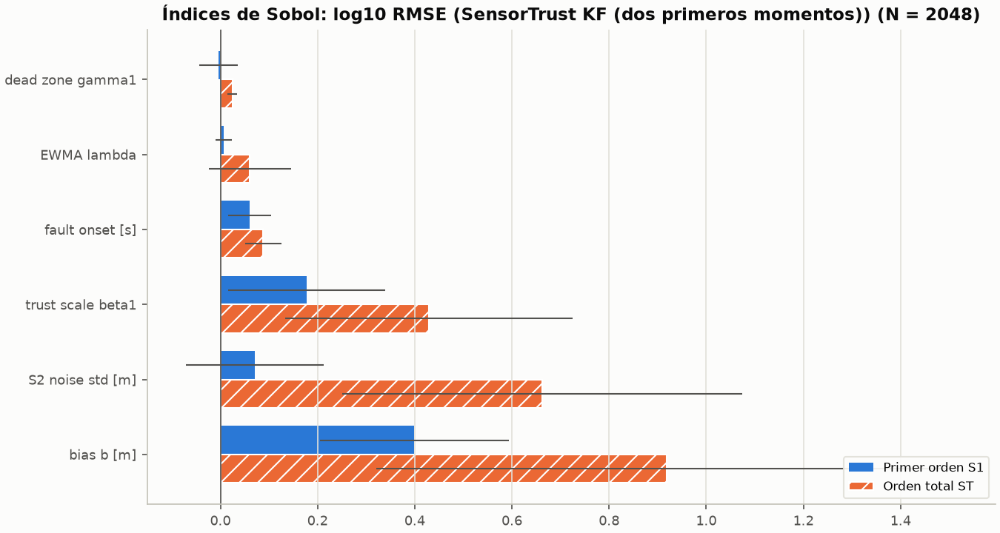 Índices de Sobol: log10 RMSE (SensorTrust KF (dos primeros momentos)) (N = 2048)
dead zone gamma1
EWMA lambda
fault onset [s]
trust scale beta1
S2 noise std [m]
bias b [m]
Primer orden S1
Orden total ST
0.0 0.2 0.4 0.6 0.8 1.0 1.2 1.4